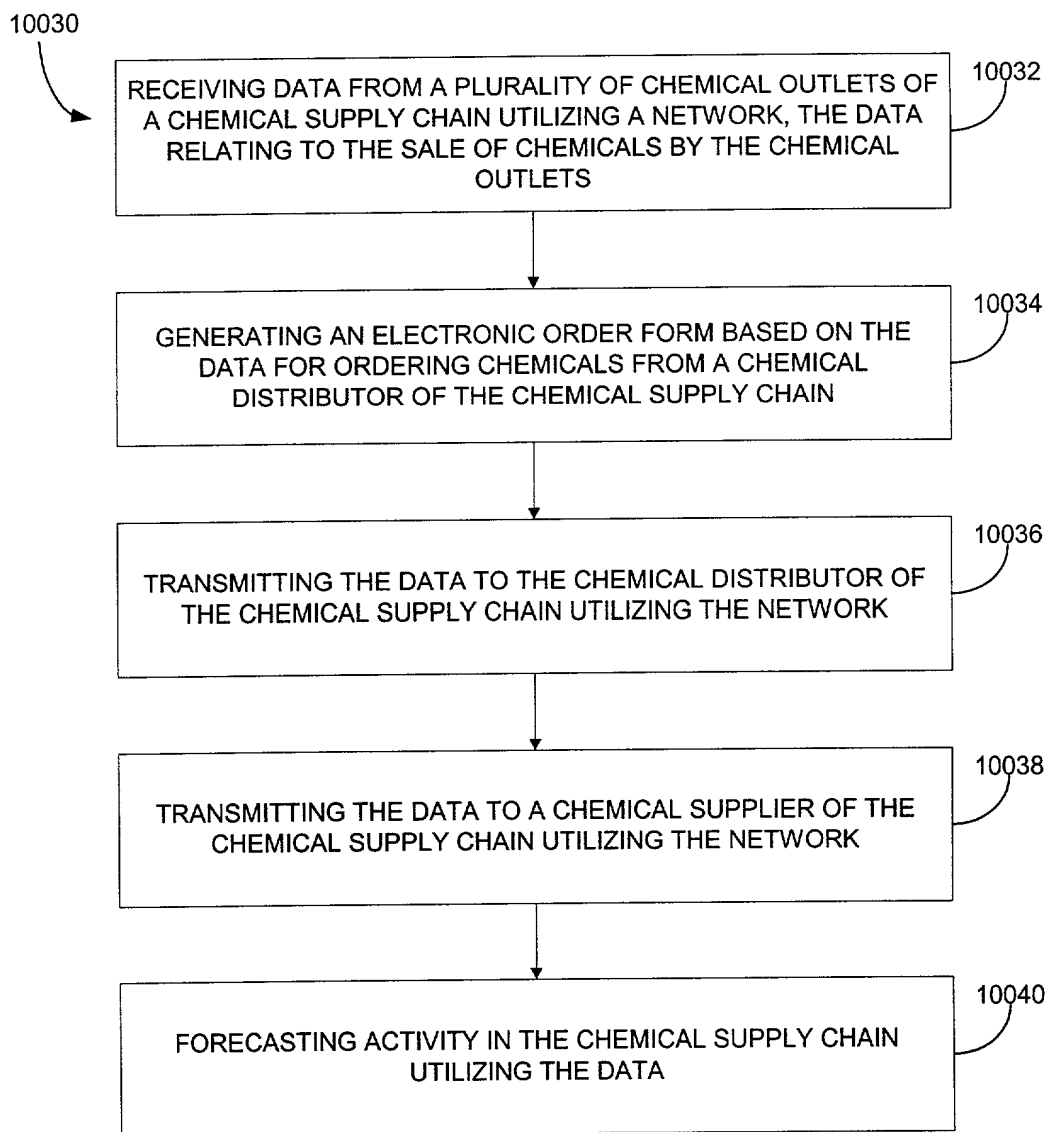 10030
RECEIVING DATA FROM A PLURALITY OF CHEMICAL OUTLETS OF
A CHEMICAL SUPPLY CHAIN UTILIZING A NETWORK, THE DATA
RELATING TO THE SALE OF CHEMICALS BY THE CHEMICAL
OUTLETS
10032
GENERATING AN ELECTRONIC ORDER FORM BASED ON THE
DATA FOR ORDERING CHEMICALS FROM A CHEMICAL
DISTRIBUTOR OF THE CHEMICAL SUPPLY CHAIN
10034
TRANSMITTING THE DATA TO THE CHEMICAL DISTRIBUTOR OF
THE CHEMICAL SUPPLY CHAIN UTILIZING THE NETWORK
10036
TRANSMITTING THE DATA TO A CHEMICAL SUPPLIER OF THE
CHEMICAL SUPPLY CHAIN UTILIZING THE NETWORK
10038
FORECASTING ACTIVITY IN THE CHEMICAL SUPPLY CHAIN
UTILIZING THE DATA
10040